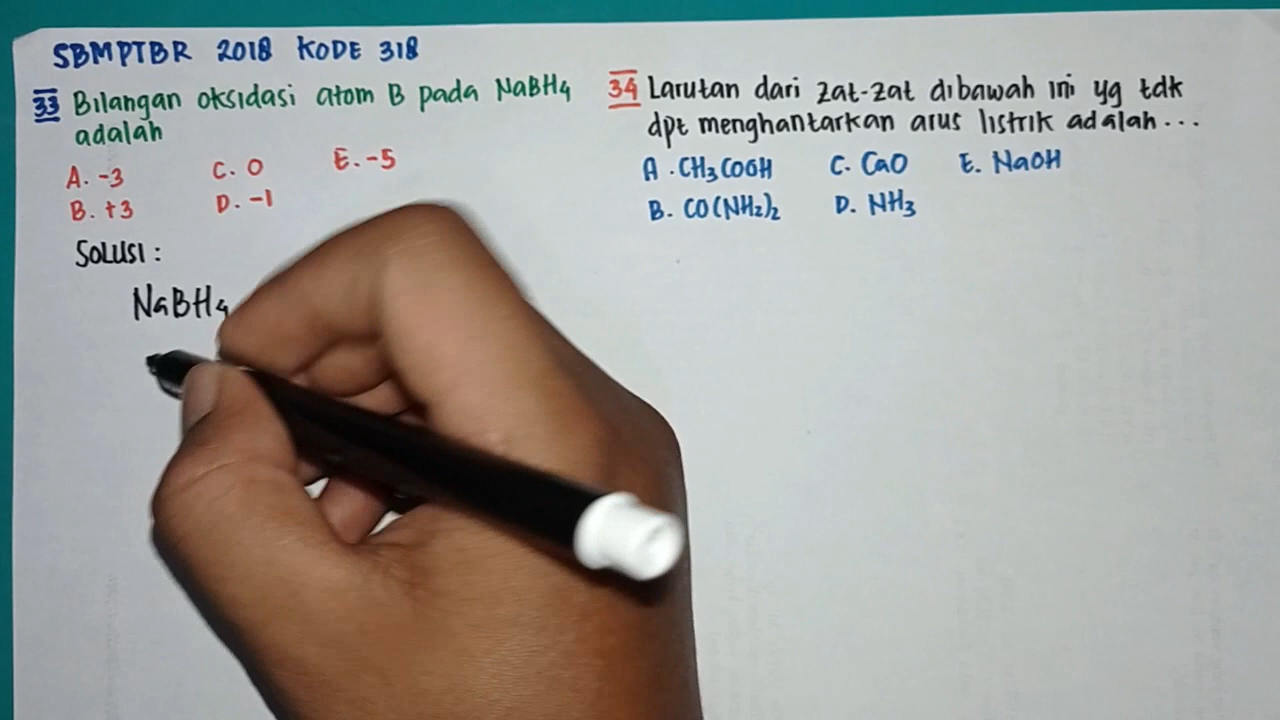 SBMPTBR 2018 KODE 318
33 Bilangan oksidasi atom B pada NaBH₄
adalah
A. -3 C. 0 E. -5
B. +3 D. -1
SOLUSI :
NaBH₄
34 Larutan dari zat-zat dibawah ini yg tdk
dpt menghantarkan arus listrik adalah...
A. CH₃COOH C. CaO E. NaOH
B. CO(NH₂)₂ D. NH₃